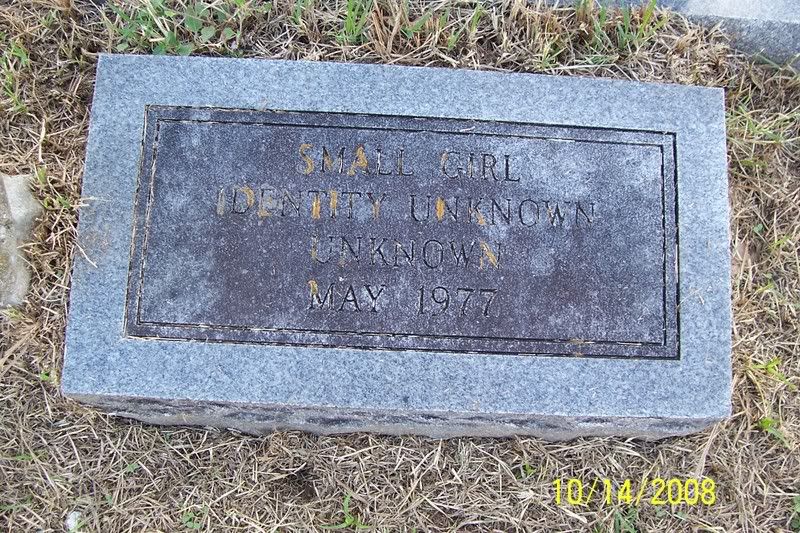 SMALL GIRL
IDENTITY UNKNOWN
UNKNOWN
MAY 1977
10/14/2008